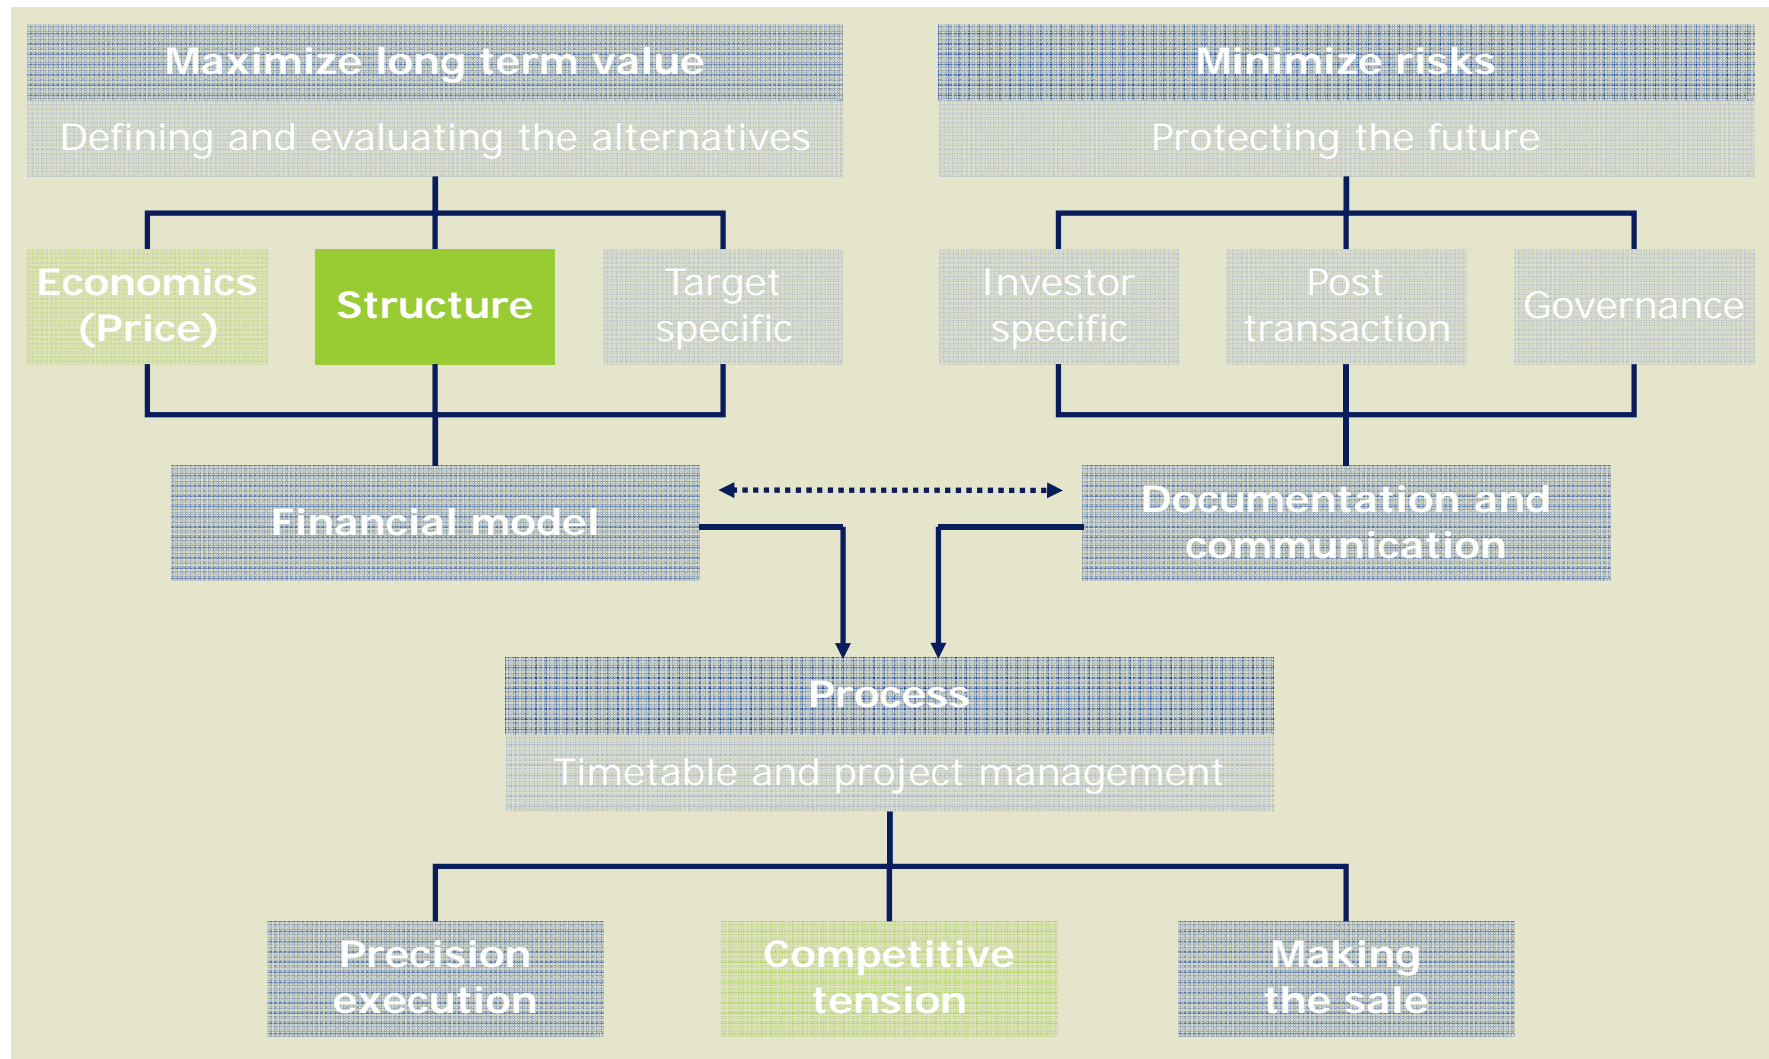 Maximize long term value
Defining and evaluating the alternatives
Minimize risks
Protecting the future
Economics
(Price)
Structure
Target
specific
Investor
specific
Post
transaction
Governance
Financial model
Documentation and
communication
Process
Timetable and project management
Precision
execution
Competitive
tension
Making
the sale